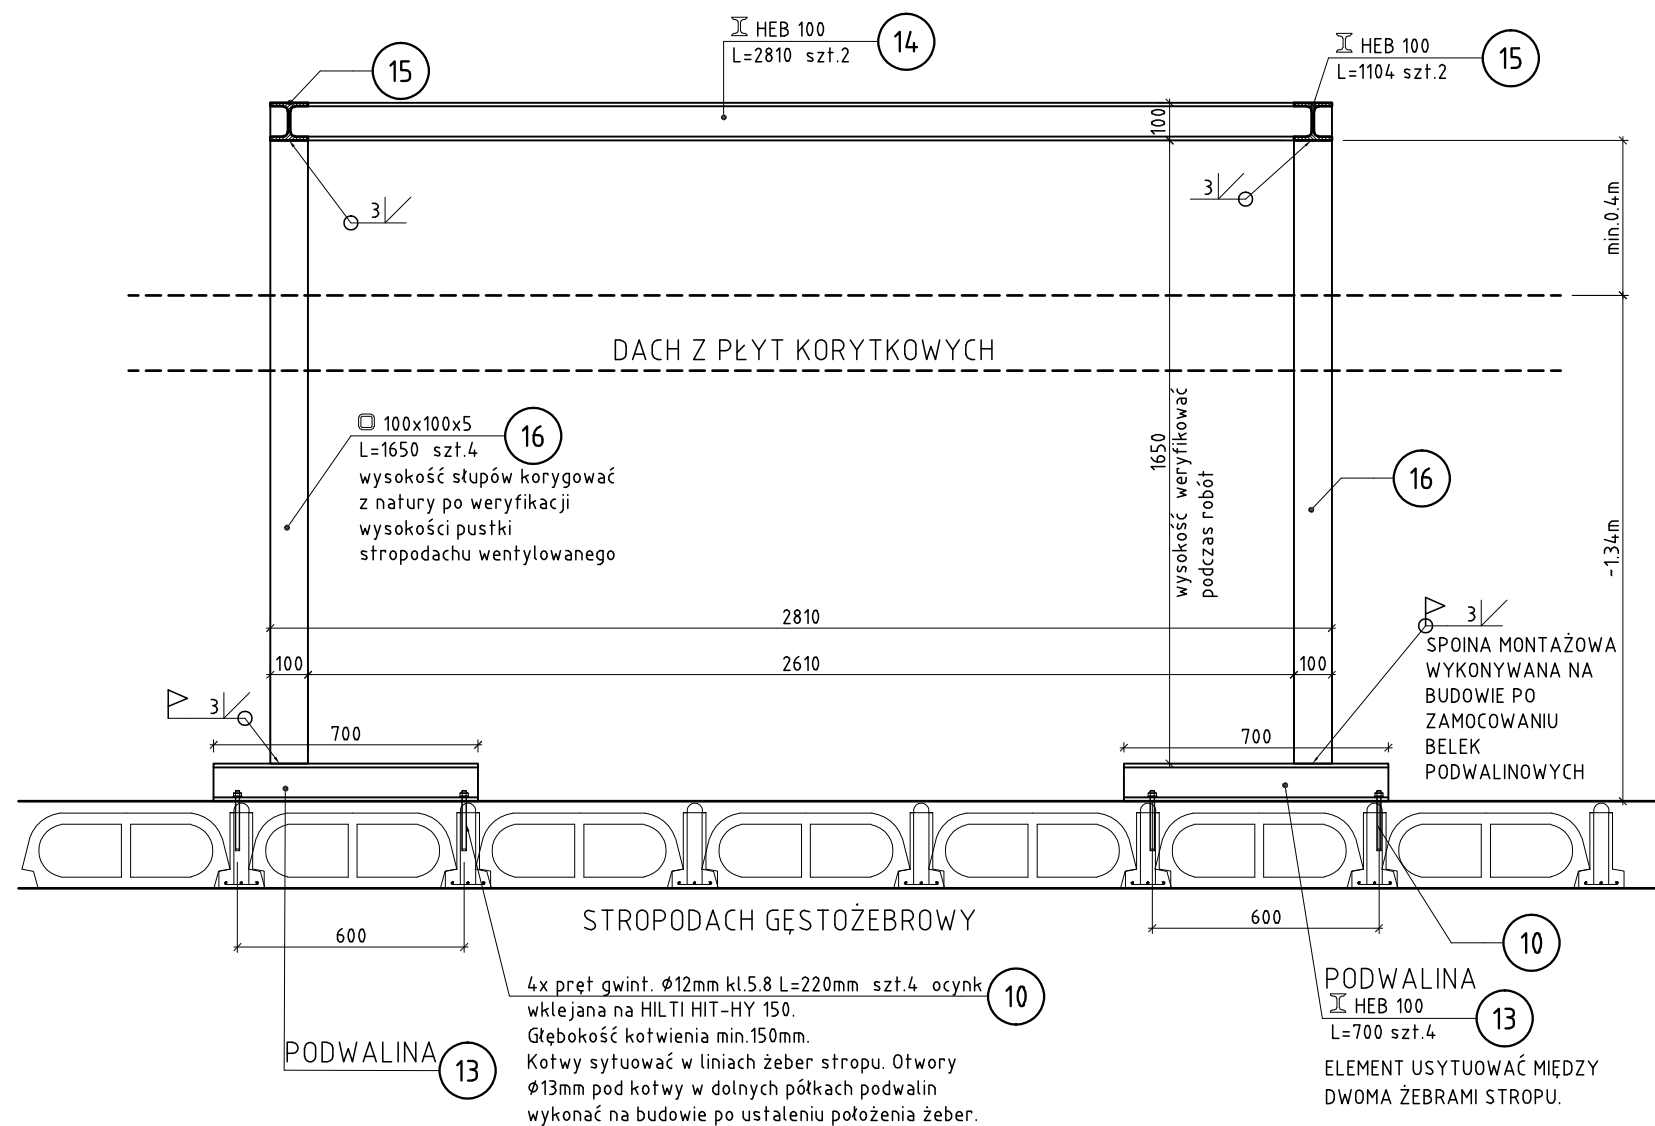 HEB 100
L=2810 szt.2
14
15
HEB 100
L=1104 szt.2
15
100
3
3
min.0.4m
DACH Z PŁYT KORYTKOWYCH
100x100x5
L=1650 szt.4
16
wysokość słupów korygować
z natury po weryfikacji
wysokości pustki
stropodachu wentylowanego
1650
wysokość weryfikować
podczas robót
16
~1.34m
2810
100
2610
100
3
SPOINA MONTAŻOWA
WYKONYWANA NA
BUDOWIE PO
ZAMOCOWANIU
BELEK
PODWALINOWYCH
3
700
700
STROPODACH GĘSTOŻEBROWY
600
600
10
4x pręt gwint. Ø12mm kl.5.8 L=220mm szt.4 ocynk
wklejana na HILTI HIT-HY 150.
Głębokość kotwienia min.150mm.
Kotwy sytuować w liniach żeber stropu. Otwory
Ø13mm pod kotwy w dolnych półkach podwalin
wykonać na budowie po ustaleniu położenia żeber.
10
PODWALINA
13
PODWALINA
HEB 100
L=700 szt.4
13
ELEMENT USYTUOWAĆ MIĘDZY
DWOMA ŻEBRAMI STROPU.